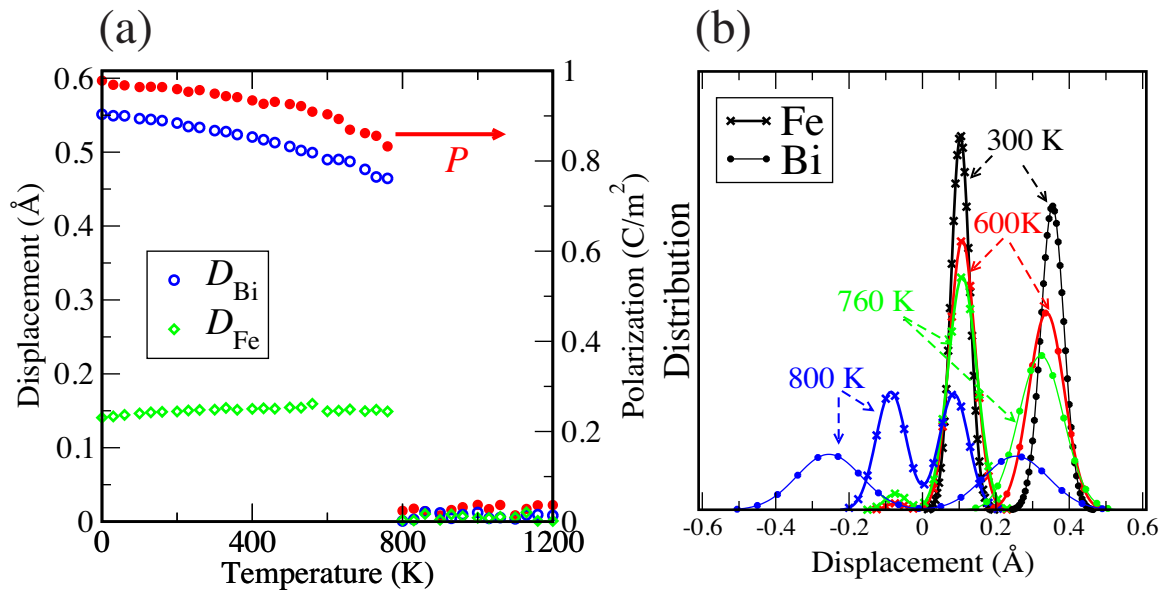 (a)
(b)
0.6
0.5
0.4
0.3
0.2
0.1
0
Displacement (Å)
P
D_Bi
D_Fe
1
0.8
0.6
0.4
0.2
0
Polarization (C/m²)
0
400
800
1200
Temperature (K)
Fe
Bi
300 K
600K
760 K
800 K
Distribution
-0.6
-0.4
-0.2
0
0.2
0.4
0.6
Displacement (Å)